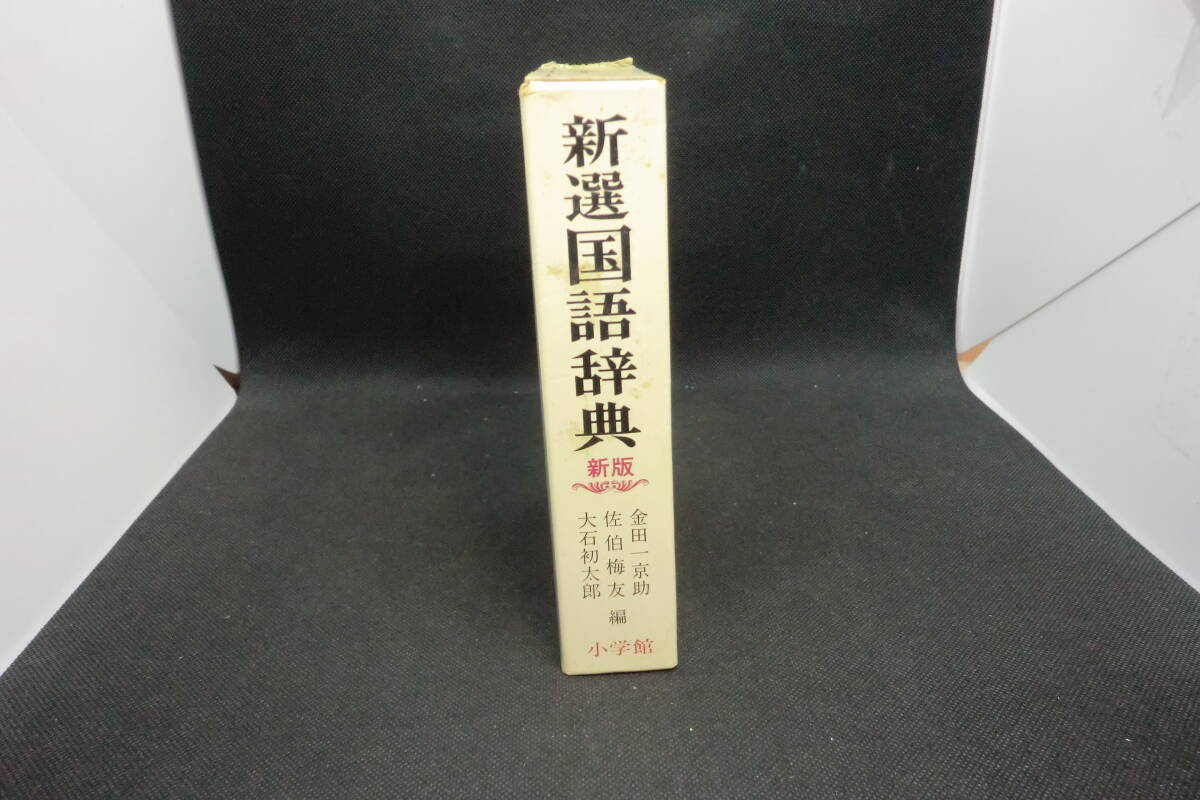 新選国語辞典
新版
金田一京助
佐伯梅友
大石初太郎
編
小学館